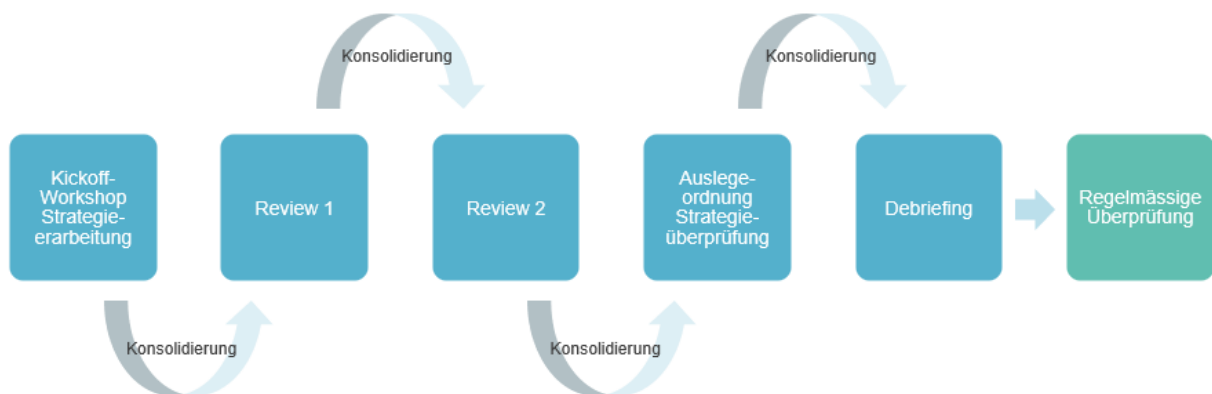 Konsolidierung
Konsolidierung
Kickoff-
Workshop
Strategie-
erarbeitung
Review 1
Review 2
Auslege-
ordnung
Strategie-
überprüfung
Debriefing
Regelmässige
Überprüfung
Konsolidierung
Konsolidierung